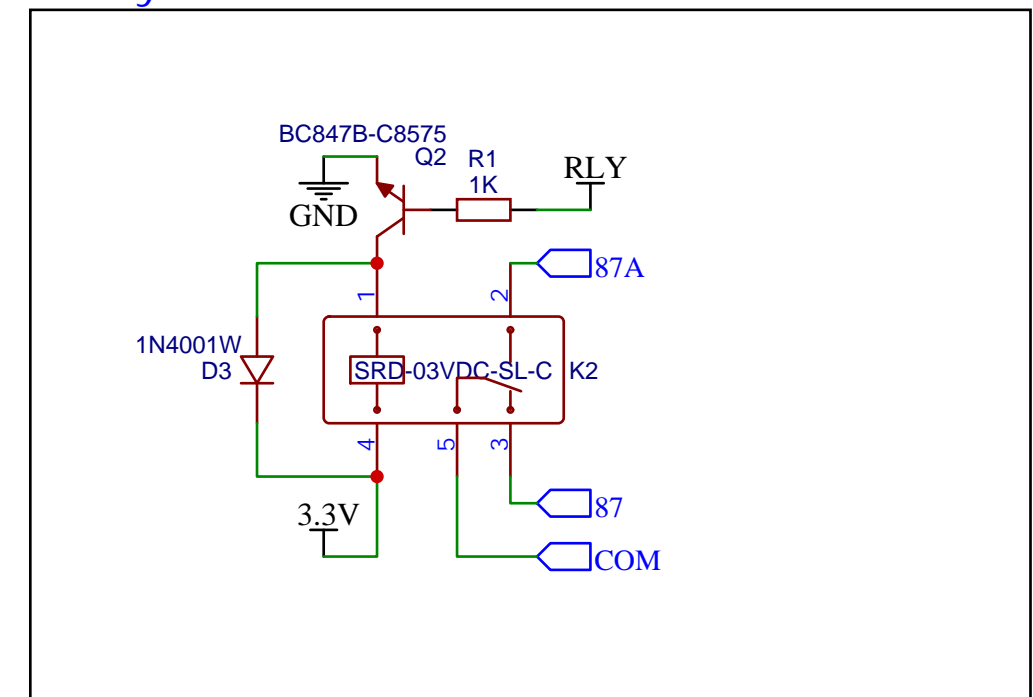 BC847B-C8575
Q2
R1
1K
RLY
GND
87A
1
2
1N4001W
D3
SRD-03VDC-SL-C
K2
4
5
3
3.3V
87
COM